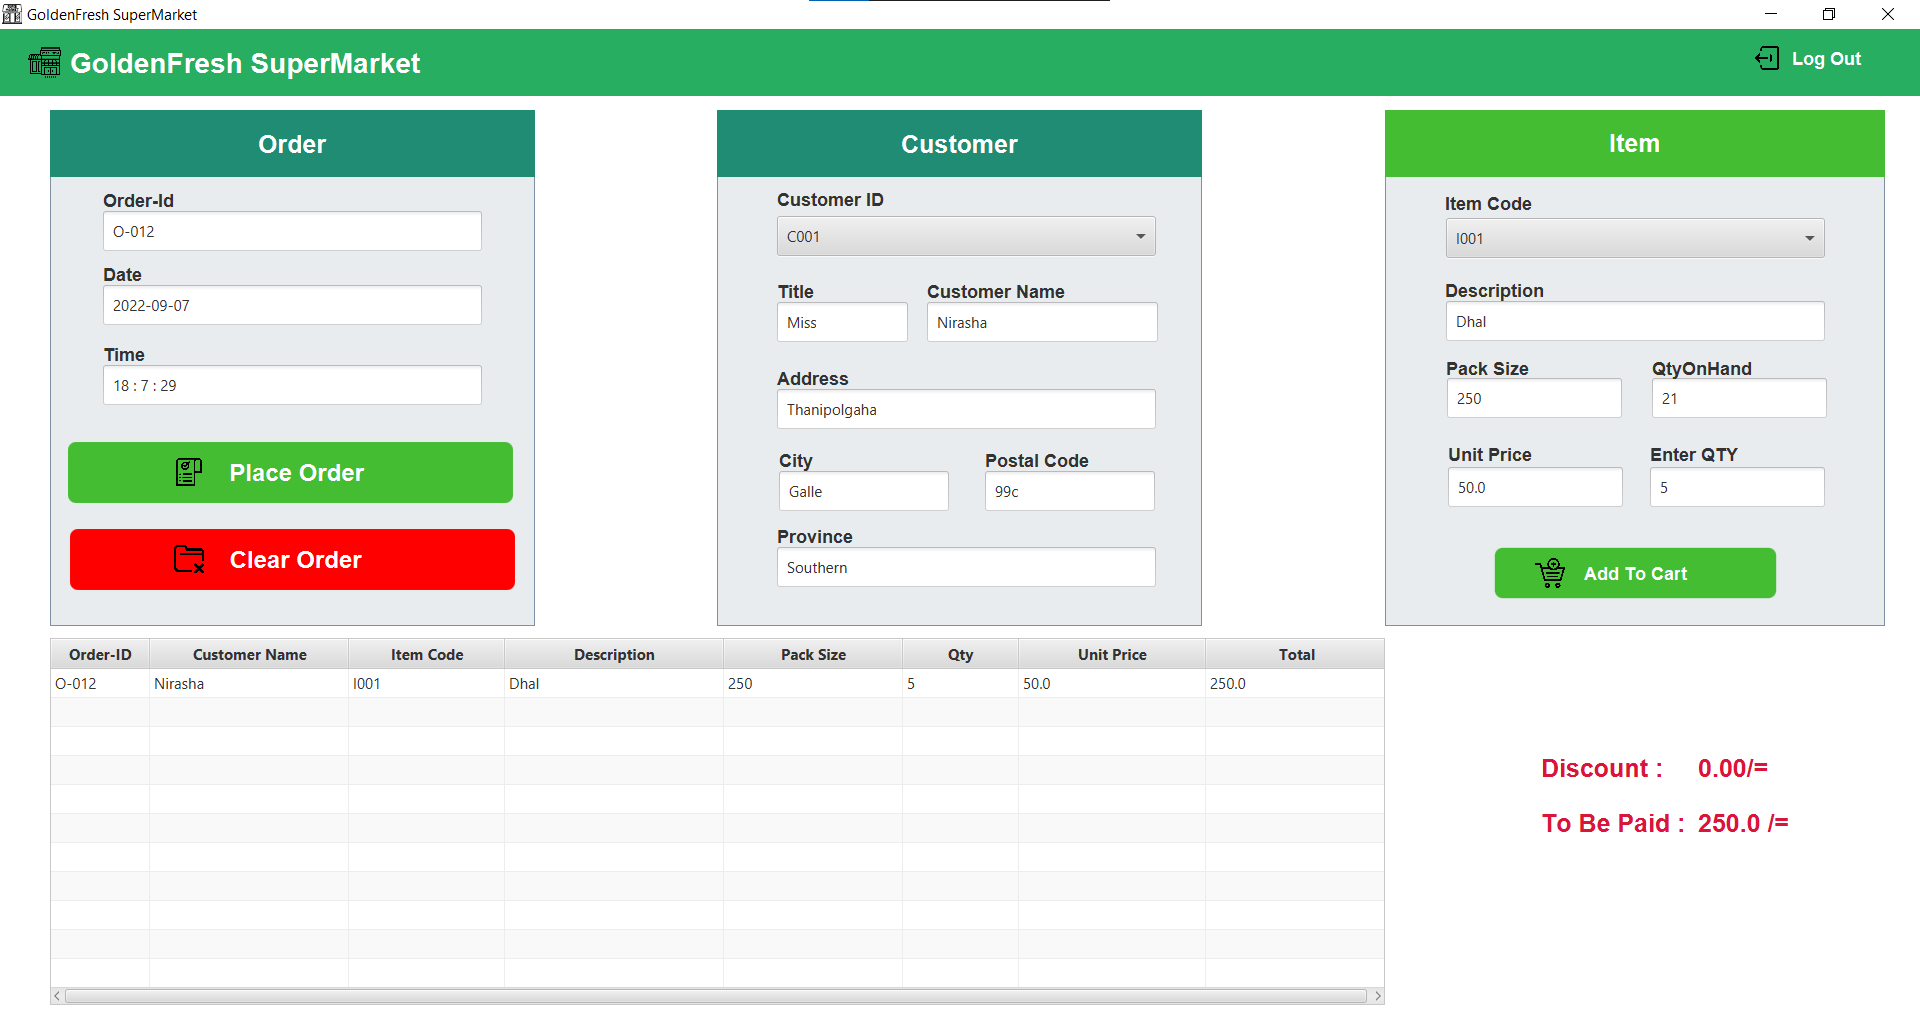 GoldenFresh SuperMarket
GoldenFresh SuperMarket
Log Out
Order
Order-Id
O-012
Date
2022-09-07
Time
18 : 7 : 29
Place Order
Clear Order
Customer
Customer ID
C001
Title Customer Name
Miss Nirasha
Address
Thanipolgaha
City Postal Code
Galle 99c
Province
Southern
Item
Item Code
I001
Description
Dhal
Pack Size QtyOnHand
250 21
Unit Price Enter QTY
50.0 5
Add To Cart
Order-ID Customer Name Item Code Description Pack Size Qty Unit Price Total
O-012 Nirasha I001 Dhal 250 5 50.0 250.0
Discount : 0.00/=
To Be Paid : 250.0 /=